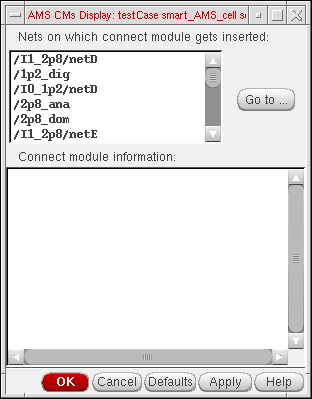 AMS CMs Display: testCase smart_AMS_cell s
Nets on which connect module gets inserted:
/I1_2p8/netD
/1p2_dig
/I0_1p2/netD
/2p8_ana
/2p8_dom
/I1_2p8/netE
Go to ...
Connect module information:
OK
Cancel
Defaults
Apply
Help